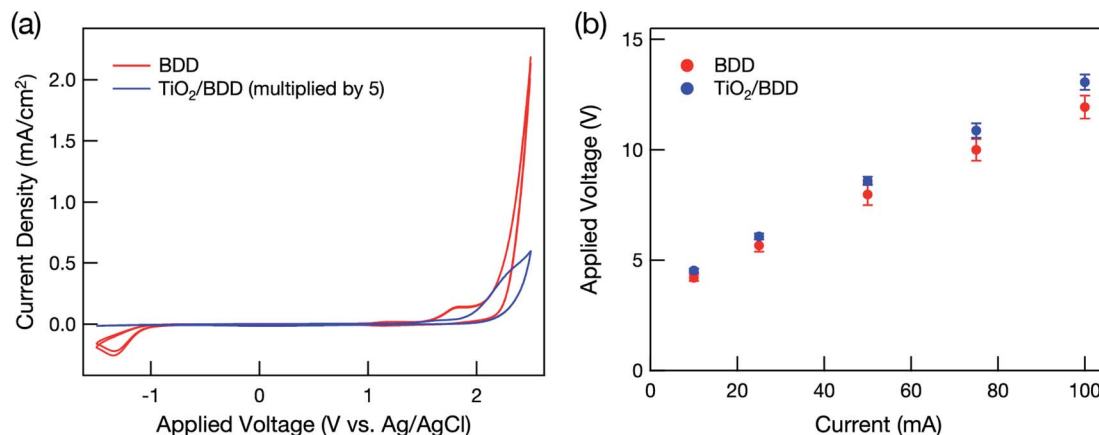 (a)
BDD
TiO₂/BDD (multiplied by 5)
2.0
1.5
1.0
0.5
0.0
Current Density (mA/cm²)
-1 0 1 2
Applied Voltage (V vs. Ag/AgCl)
(b)
BDD
TiO₂/BDD
15
10
5
0
Applied Voltage (V)
0 20 40 60 80 100
Current (mA)